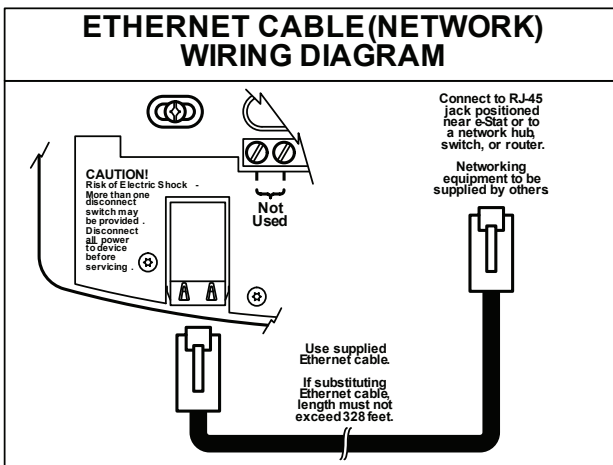 ETHERNET CABLE (NETWORK)
WIRING DIAGRAM
CAUTION!
Risk of Electric Shock -
More than one
disconnect
switch may
be provided .
Disconnect
all power
to device
before
servicing .
Not
Used
Connect to RJ-45
jack positioned
near e-Stat or to
a network hub,
switch, or router.
Networking
equipment to be
supplied by others
Use supplied
Ethernet cable.
If substituting
Ethernet cable,
length must not
exceed 328 feet.